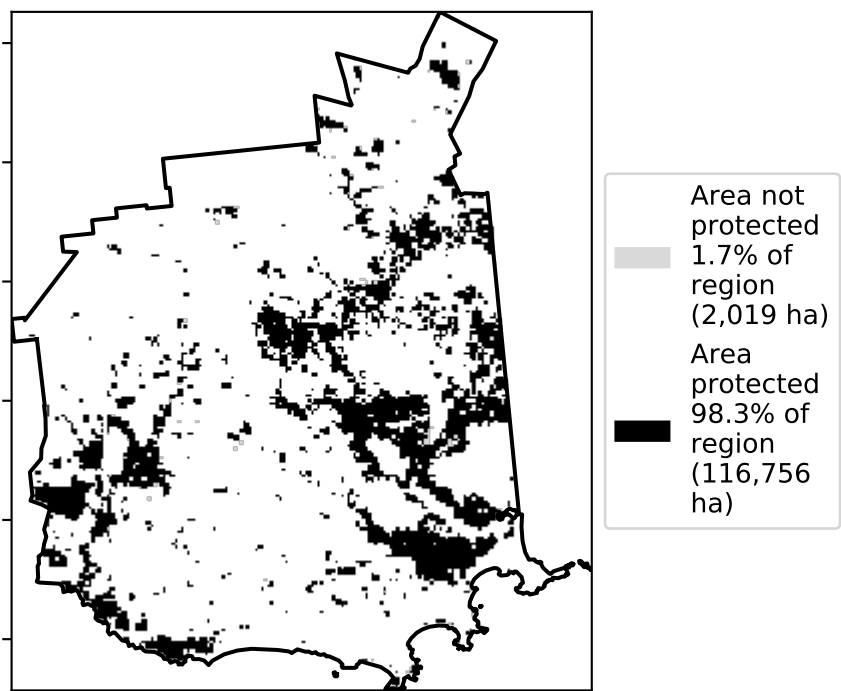 Area not
protected
1.7% of
region
(2,019 ha)
Area
protected
98.3% of
region
(116,756
ha)